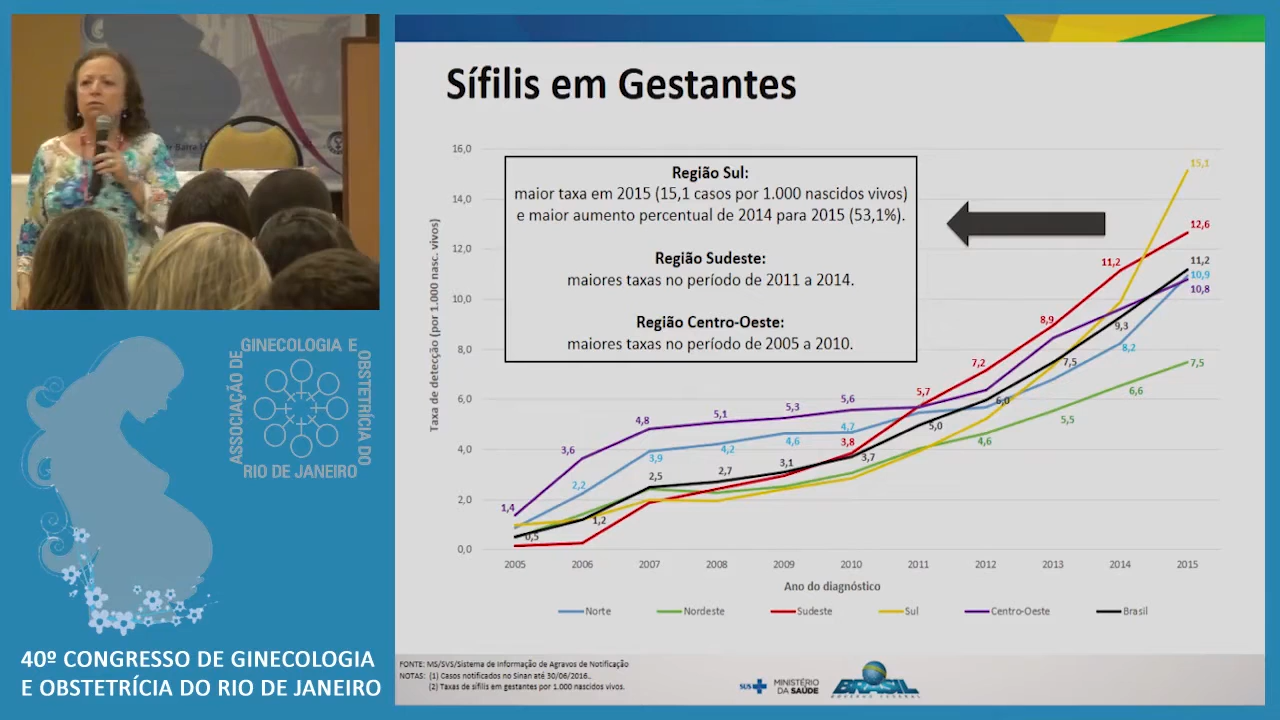 Sífilis em Gestantes
16,0
14,0
12,0
10,0
8,0
6,0
4,0
2,0
0,0
Taxa de detecção (por 1.000 nasc. vivos)
Região Sul:
maior taxa em 2015 (15,1 casos por 1.000 nascidos vivos)
e maior aumento percentual de 2014 para 2015 (53,1%).
Região Sudeste:
maiores taxas no período de 2011 a 2014.
Região Centro-Oeste:
maiores taxas no período de 2005 a 2010.
15,1
12,6
11,2
11,2
10,9
10,8
8,9
9,3
8,2
7,2
7,5
7,5
6,6
5,7
6,0
5,5
5,0
4,6
1,4
3,6
4,8
5,1
5,3
5,6
2,2
3,9
4,2
4,6
4,7
3,8
0,5
1,2
2,5
2,7
3,1
3,7
2005 2006 2007 2008 2009 2010 2011 2012 2013 2014 2015
Ano do diagnóstico
Norte Nordeste Sudeste Sul Centro-Oeste Brasil
FONTE: MS/SVS/Sistema de Informação de Agravos de Notificação
NOTAS: (1) Casos notificados no Sinan até 30/06/2016.
(2) Taxas de sífilis em gestantes por 1.000 nascidos vivos.
SUS
MINISTÉRIO
DA SAÚDE
BRASIL
GOVERNO FEDERAL
ASSOCIAÇÃO DE
GINECOLOGIA E
OBSTETRÍCIA DO
RIO DE JANEIRO
40º CONGRESSO DE GINECOLOGIA
E OBSTETRÍCIA DO RIO DE JANEIRO